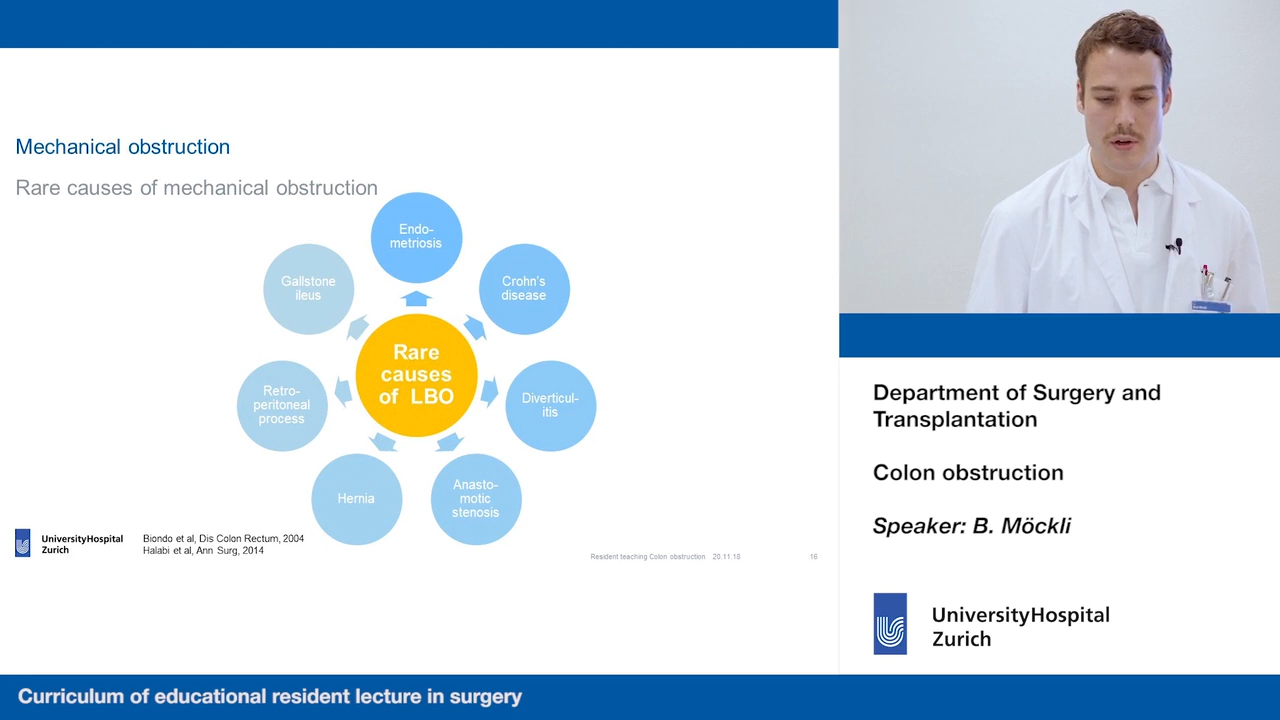 Mechanical obstruction
Rare causes of mechanical obstruction
Endo-
metriosis
Gallstone
ileus
Crohn's
disease
Rare
causes
of LBO
Retro-
peritoneal
process
Diverticul-
itis
Hernia
Anasto-
motic
stenosis
UniversityHospital
Zurich
Biondo et al, Dis Colon Rectum, 2004
Halabi et al, Ann Surg, 2014
Resident teaching Colon obstruction 20.11.18 16
Department of Surgery and
Transplantation
Colon obstruction
Speaker: B. Möckli
UniversityHospital
Zurich
Curriculum of educational resident lecture in surgery